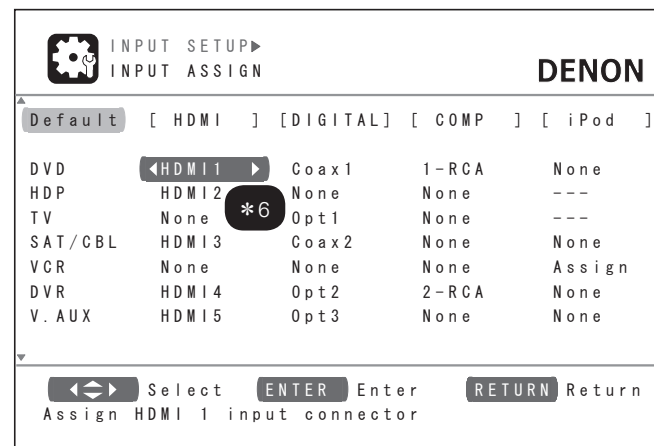 INPUT SETUP▶
INPUT ASSIGN
DENON
Default [ HDMI ] [DIGITAL] [ COMP ] [ iPod ]
DVD ◀HDMI1 ▶ Coax1 1-RCA None
HDP HDMI2 None None ---
TV None Opt1 None ---
*6
SAT/CBL HDMI3 Coax2 None None
VCR None None None Assign
DVR HDMI4 Opt2 2-RCA None
V.AUX HDMI5 Opt3 None None
Select ENTER Enter RETURN Return
Assign HDMI 1 input connector